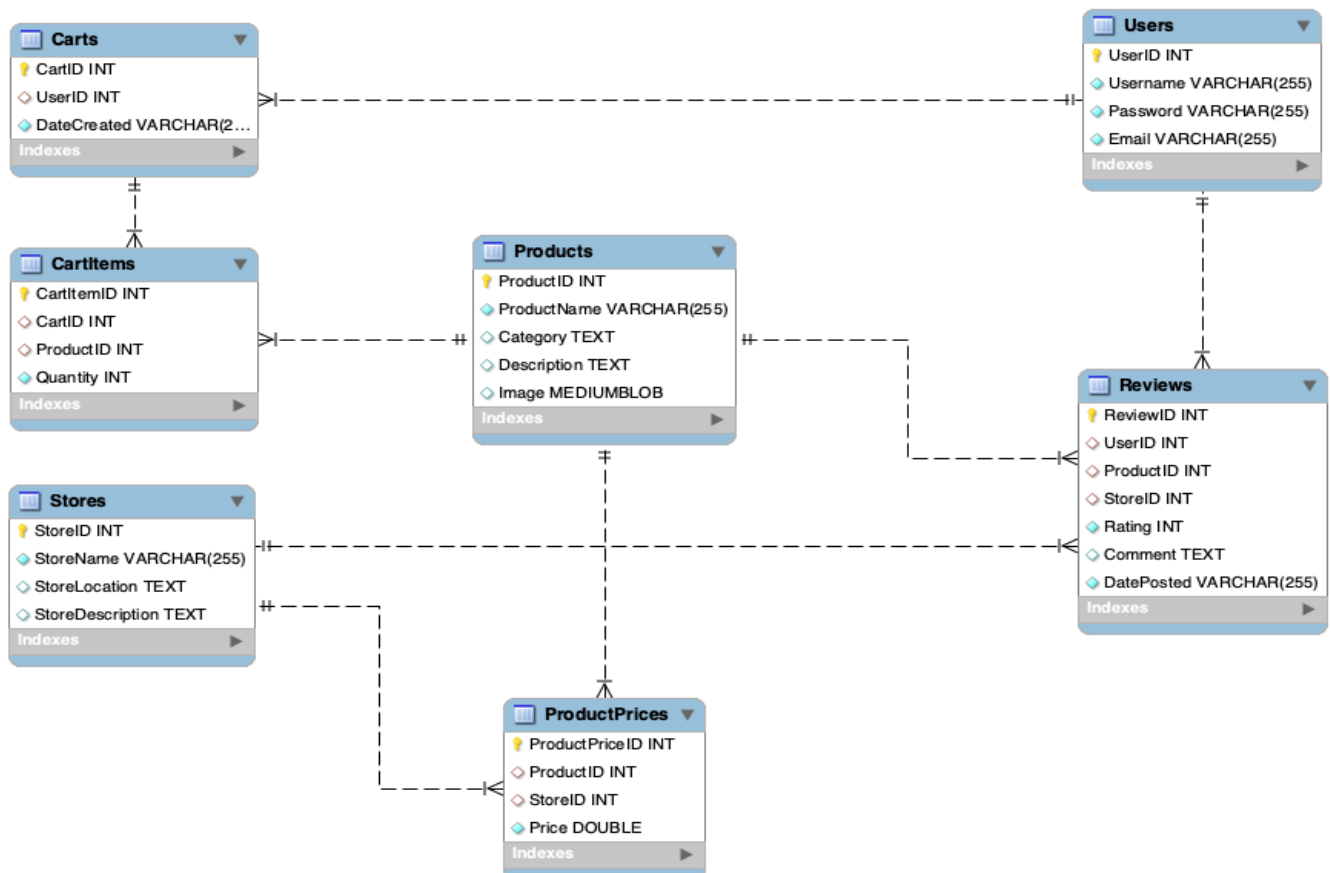 Carts
CartID INT
UserID INT
DateCreated VARCHAR(2...
Indexes
Users
UserID INT
Username VARCHAR(255)
Password VARCHAR(255)
Email VARCHAR(255)
Indexes
CartItems
CartItemID INT
CartID INT
ProductID INT
Quantity INT
Indexes
Products
ProductID INT
ProductName VARCHAR(255)
Category TEXT
Description TEXT
Image MEDIUMBLOB
Indexes
Reviews
ReviewID INT
UserID INT
ProductID INT
StoreID INT
Rating INT
Comment TEXT
DatePosted VARCHAR(255)
Indexes
Stores
StoreID INT
StoreName VARCHAR(255)
StoreLocation TEXT
StoreDescription TEXT
Indexes
ProductPrices
ProductPriceID INT
ProductID INT
StoreID INT
Price DOUBLE
Indexes